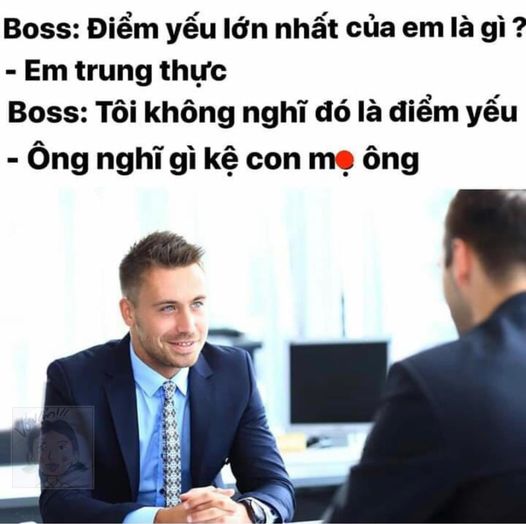 Boss: Điểm yếu lớn nhất của em là gì ?
- Em trung thực
Boss: Tôi không nghĩ đó là điểm yếu
- Ông nghĩ gì kệ con mẹ ông